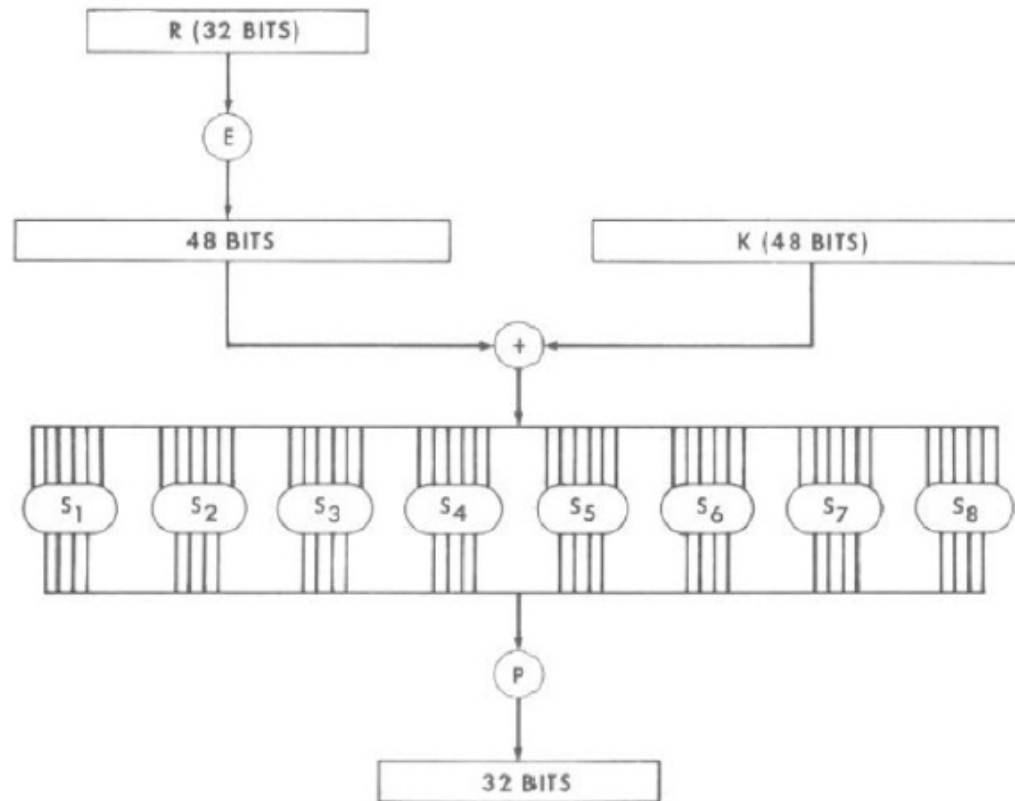 R (32 BITS)
E
48 BITS
K (48 BITS)
+
S1 S2 S3 S4 S5 S6 S7 S8
P
32 BITS